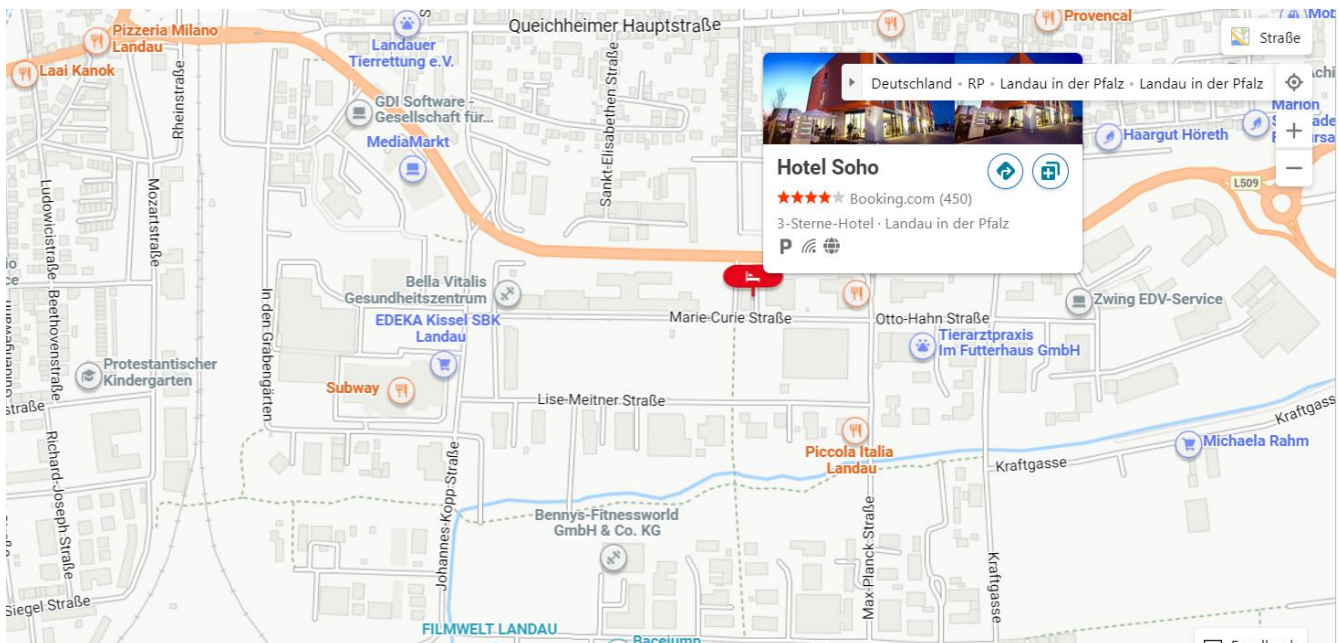 Queichheimer Hauptstraße
Provencal
Straße
Pizzeria Milano
Landau
Landauer
Tierrettung e.V.
Laai Kanok
Rheinstraße
GDI Software -
Gesellschaft für...
MediaMarkt
Sankt-Elisabethen Straße
Deutschland • RP • Landau in der Pfalz • Landau in der Pfalz
Marion
Haargut Höreth
Hotel Soho
Booking.com (450)
3-Sterne-Hotel · Landau in der Pfalz
P
L509
Ludowicistraße
Mozartstraße
Beethovenstraße
In den Grabengärten
Bella Vitalis
Gesundheitszentrum
EDEKA Kissel SBK
Landau
Marie-Curie Straße
Otto-Hahn Straße
Zwing EDV-Service
Tierarztpraxis
Im Futterhaus GmbH
Protestantischer
Kindergarten
Subway
Lise-Meitner Straße
straße
Kraftgass
Piccola Italia
Landau
Michaela Rahm
Kraftgasse
Richard-Joseph Straße
Johannes-Kopp-Straße
Bennys-Fitnessworld
GmbH & Co. KG
Max-Planck-Straße
Kraftgasse
Siegel Straße
FILMWELT LANDAU